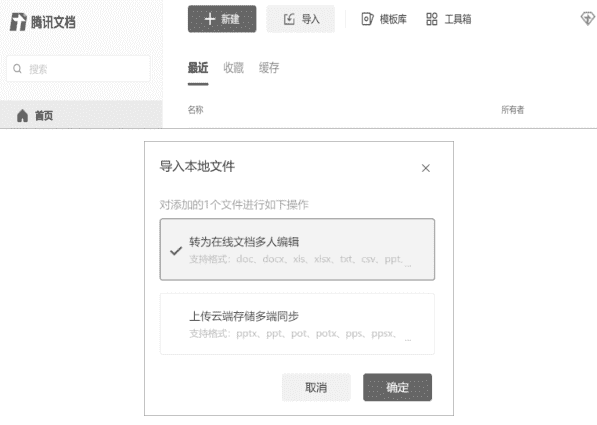 腾讯文档
新建
导入
模板库
工具箱
搜索
最近
收藏
缓存
首页
名称
所有者
导入本地文件
对添加的1个文件进行如下操作
转为在线文档多人编辑
支持格式：doc、docx、xls、xlsx、txt、csv、ppt. ...
上传云端存储多端同步
支持格式：pptx、ppt、pot、potx、pps、ppsx、 ...
取消
确定